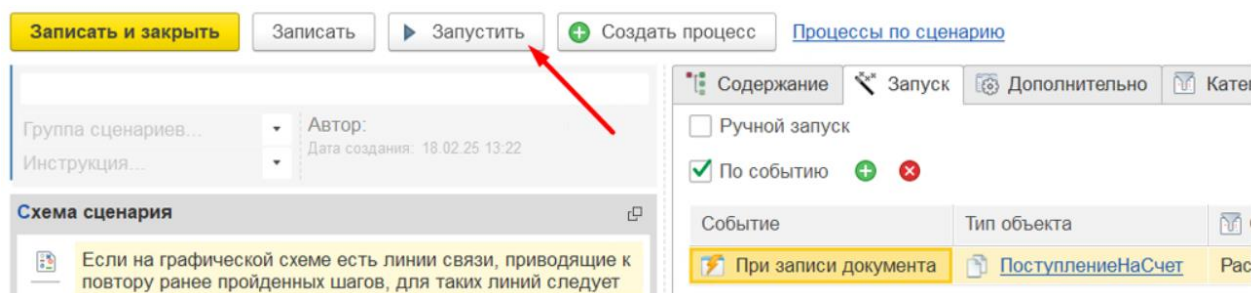 Записать и закрыть Записать Запустить Создать процесс Процессы по сценарию
Содержание Запуск Дополнительно
Группа сценариев...
Автор:
Дата создания: 18.02.25 13:22
Инструкция...
Ручной запуск
По событию
Схема сценария
Если на графической схеме есть линии связи, приводящие к
повтору ранее пройденных шагов, для таких линий следует
Событие Тип объекта
При записи документа ПоступлениеНаСчет